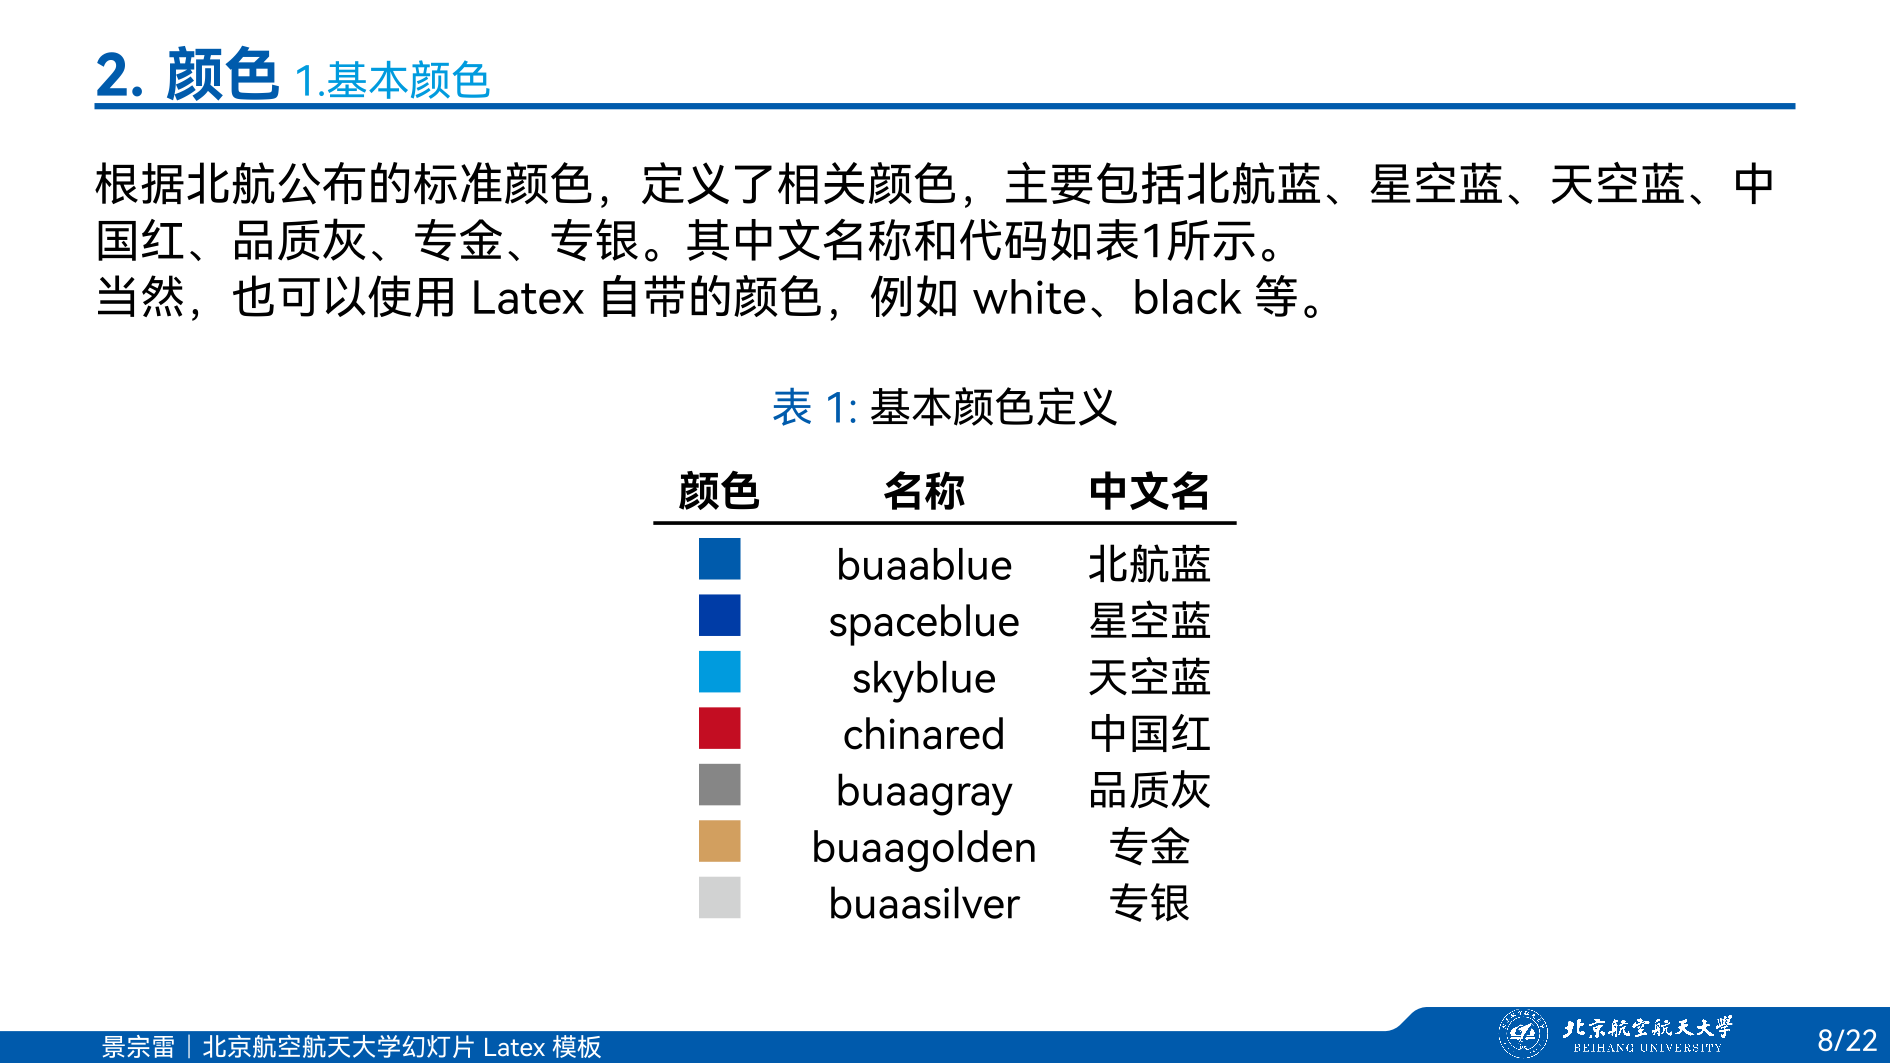 2. 颜色 1.基本颜色
根据北航公布的标准颜色，定义了相关颜色，主要包括北航蓝、星空蓝、天空蓝、中
国红、品质灰、专金、专银。其中文名称和代码如表1所示。
当然，也可以使用 Latex 自带的颜色，例如 white、black 等。
表 1: 基本颜色定义
颜色 名称 中文名
buaablue 北航蓝
spaceblue 星空蓝
skyblue 天空蓝
chinared 中国红
buaagray 品质灰
buaagolden 专金
buaasilver 专银
景宗雷｜北京航空航天大学幻灯片 Latex 模板
北京航空航天大学
BEIHANG UNIVERSITY
8/22